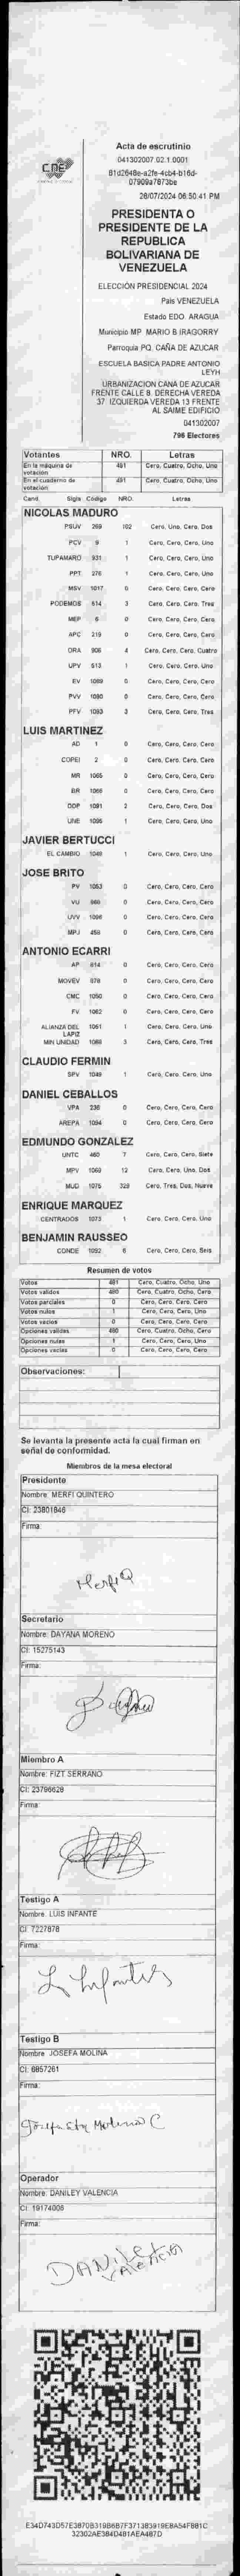 CNE
Acta de escrutinio
041302007.02.1.0001
81d2648e-a2fe-4cb4-b16d-
07909a7873be
28/07/2024 06:50:41 PM
PRESIDENTA O
PRESIDENTE DE LA
REPUBLICA
BOLIVARIANA DE
VENEZUELA
ELECCIÓN PRESIDENCIAL 2024
País VENEZUELA
Estado EDO. ARAGUA
Municipio MP. MARIO B IRAGORRY
Parroquia PQ. CAÑA DE AZUCAR
ESCUELA BASICA PADRE ANTONIO
LEYH
URBANIZACION CANA DE AZUCAR
FRENTE CALLE 8. DERECHA VEREDA
37. IZQUIERDA VEREDA 13 FRENTE
AL SAIME EDIFICIO
041302007
796 Electores
Votantes NRO. Letras
En la máquina de votación 481 Cero, Cuatro, Ocho, Uno
En el cuaderno de votación 481 Cero, Cuatro, Ocho, Uno
Cand. Sigla Código NRO. Letras
NICOLAS MADURO
PSUV 269 102 Cero, Uno, Cero, Dos
PCV 9 1 Cero, Cero, Cero, Uno
TUPAMARO 931 1 Cero, Cero, Cero, Uno
PPT 276 1 Cero, Cero, Cero, Uno
MSV 1017 0 Cero, Cero, Cero, Cero
PODEMOS 614 3 Cero, Cero, Cero, Tres
MEP 6 0 Cero, Cero, Cero, Cero
APC 219 0 Cero, Cero, Cero, Cero
ORA 906 4 Cero, Cero, Cero, Cuatro
UPV 513 1 Cero, Cero, Cero, Uno
EV 1089 0 Cero, Cero, Cero, Cero
PVV 1090 0 Cero, Cero, Cero, Cero
PFV 1093 3 Cero, Cero, Cero, Tres
LUIS MARTINEZ
AD 1 0 Cero, Cero, Cero, Cero
COPEI 2 0 Cero, Cero, Cero, Cero
MR 1065 0 Cero, Cero, Cero, Cero
BR 1066 0 Cero, Cero, Cero, Cero
DDP 1091 2 Cero, Cero, Cero, Dos
UNE 1096 1 Cero, Cero, Cero, Uno
JAVIER BERTUCCI
EL CAMBIO 1048 1 Cero, Cero, Cero, Uno
JOSE BRITO
PV 1053 0 Cero, Cero, Cero, Cero
VU 968 0 Cero, Cero, Cero, Cero
UVV 1098 0 Cero, Cero, Cero, Cero
MPJ 458 0 Cero, Cero, Cero, Cero
ANTONIO ECARRI
AP 914 0 Cero, Cero, Cero, Cero
MOVEV 978 0 Cero, Cero, Cero, Cero
CMC 1050 0 Cero, Cero, Cero, Cero
FV 1062 0 Cero, Cero, Cero, Cero
ALIANZA DEL LAPIZ 1061 1 Cero, Cero, Cero, Uno
MIN UNIDAD 1088 3 Cero, Cero, Cero, Tres
CLAUDIO FERMIN
SPV 1049 1 Cero, Cero, Cero, Uno
DANIEL CEBALLOS
VPA 236 0 Cero, Cero, Cero, Cero
AREPA 1094 0 Cero, Cero, Cero, Cero
EDMUNDO GONZALEZ
UNTC 460 7 Cero, Cero, Cero, Siete
MPV 1060 12 Cero, Cero, Uno, Dos
MUD 1075 329 Cero, Tres, Dos, Nueve
ENRIQUE MARQUEZ
CENTRADOS 1073 1 Cero, Cero, Cero, Uno
BENJAMIN RAUSSEO
CONDE 1092 6 Cero, Cero, Cero, Seis
Resumen de votos
Votos 481 Cero, Cuatro, Ocho, Uno
Votos validos 480 Cero, Cuatro, Ocho, Cero
Votos parciales 0 Cero, Cero, Cero, Cero
Votos nulos 1 Cero, Cero, Cero, Uno
Votos vacios 0 Cero, Cero, Cero, Cero
Opciones validas 480 Cero, Cuatro, Ocho, Cero
Opciones nulas 1 Cero, Cero, Cero, Uno
Opciones vacias 0 Cero, Cero, Cero, Cero
Observaciones:
Se levanta la presente acta la cual firman en
señal de conformidad.
Miembros de la mesa electoral
Presidente
Nombre: MERFI QUINTERO
CI: 23801846
Firma:
Merfi Q
Secretario
Nombre: DAYANA MORENO
CI: 15275143
Firma:
Miembro A
Nombre: FIZT SERRANO
CI: 23796628
Firma:
Testigo A
Nombre: LUIS INFANTE
CI: 7227878
Firma:
Testigo B
Nombre: JOSEFA MOLINA
CI: 6857261
Firma:
Operador
Nombre: DANILEY VALENCIA
CI: 19174008
Firma:
DANILEY
VALENCIA
E34D743D57E3870B319B6B7F371383919E8A54FB81C
32302AE384D481AEA487D